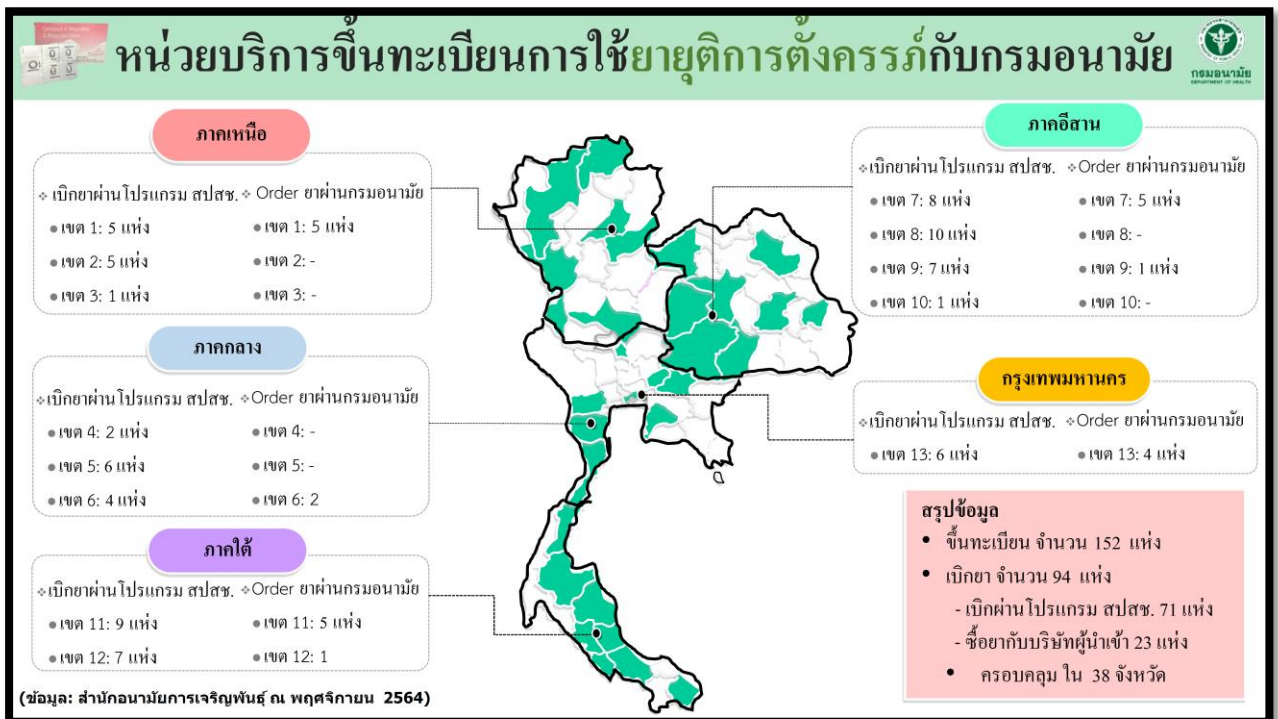 หน่วยบริการขึ้นทะเบียนการใช้ยายุติการตั้งครรภ์กับกรมอนามัย
กรมอนามัย
DEPARTMENT OF HEALTH
ภาคเหนือ
เบิกยาผ่านโปรแกรม สปสช. Order ยาผ่านกรมอนามัย
เขต 1: 5 แห่ง เขต 1: 5 แห่ง
เขต 2: 5 แห่ง เขต 2: -
เขต 3: 1 แห่ง เขต 3: -
ภาคกลาง
เบิกยาผ่านโปรแกรม สปสช. Order ยาผ่านกรมอนามัย
เขต 4: 2 แห่ง เขต 4: -
เขต 5: 6 แห่ง เขต 5: -
เขต 6: 4 แห่ง เขต 6: 2
ภาคใต้
เบิกยาผ่านโปรแกรม สปสช. Order ยาผ่านกรมอนามัย
เขต 11: 9 แห่ง เขต 11: 5 แห่ง
เขต 12: 7 แห่ง เขต 12: 1
(ข้อมูล: สำนักอนามัยการเจริญพันธุ์ ณ พฤศจิกายน 2564)
ภาคอีสาน
เบิกยาผ่านโปรแกรม สปสช. Order ยาผ่านกรมอนามัย
เขต 7: 8 แห่ง เขต 7: 5 แห่ง
เขต 8: 10 แห่ง เขต 8: -
เขต 9: 7 แห่ง เขต 9: 1 แห่ง
เขต 10: 1 แห่ง เขต 10: -
กรุงเทพมหานคร
เบิกยาผ่านโปรแกรม สปสช. Order ยาผ่านกรมอนามัย
เขต 13: 6 แห่ง เขต 13: 4 แห่ง
สรุปข้อมูล
• ขึ้นทะเบียน จำนวน 152 แห่ง
• เบิกยา จำนวน 94 แห่ง
- เบิกผ่านโปรแกรม สปสช. 71 แห่ง
- ซื้อยากับบริษัทผู้นำเข้า 23 แห่ง
• ครอบคลุม ใน 38 จังหวัด